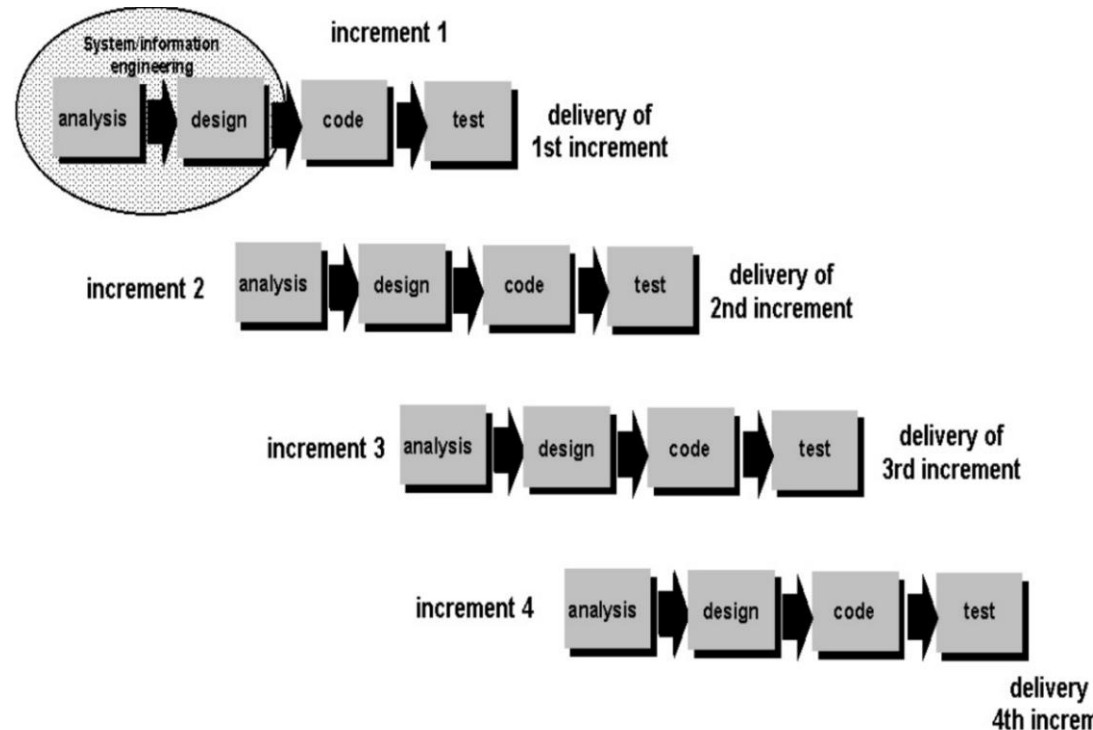 increment 1
System/information
engineering
analysis
design
code
test
delivery of
1st increment
increment 2
analysis
design
code
test
delivery of
2nd increment
increment 3
analysis
design
code
test
delivery of
3rd increment
increment 4
analysis
design
code
test
delivery
4th increm